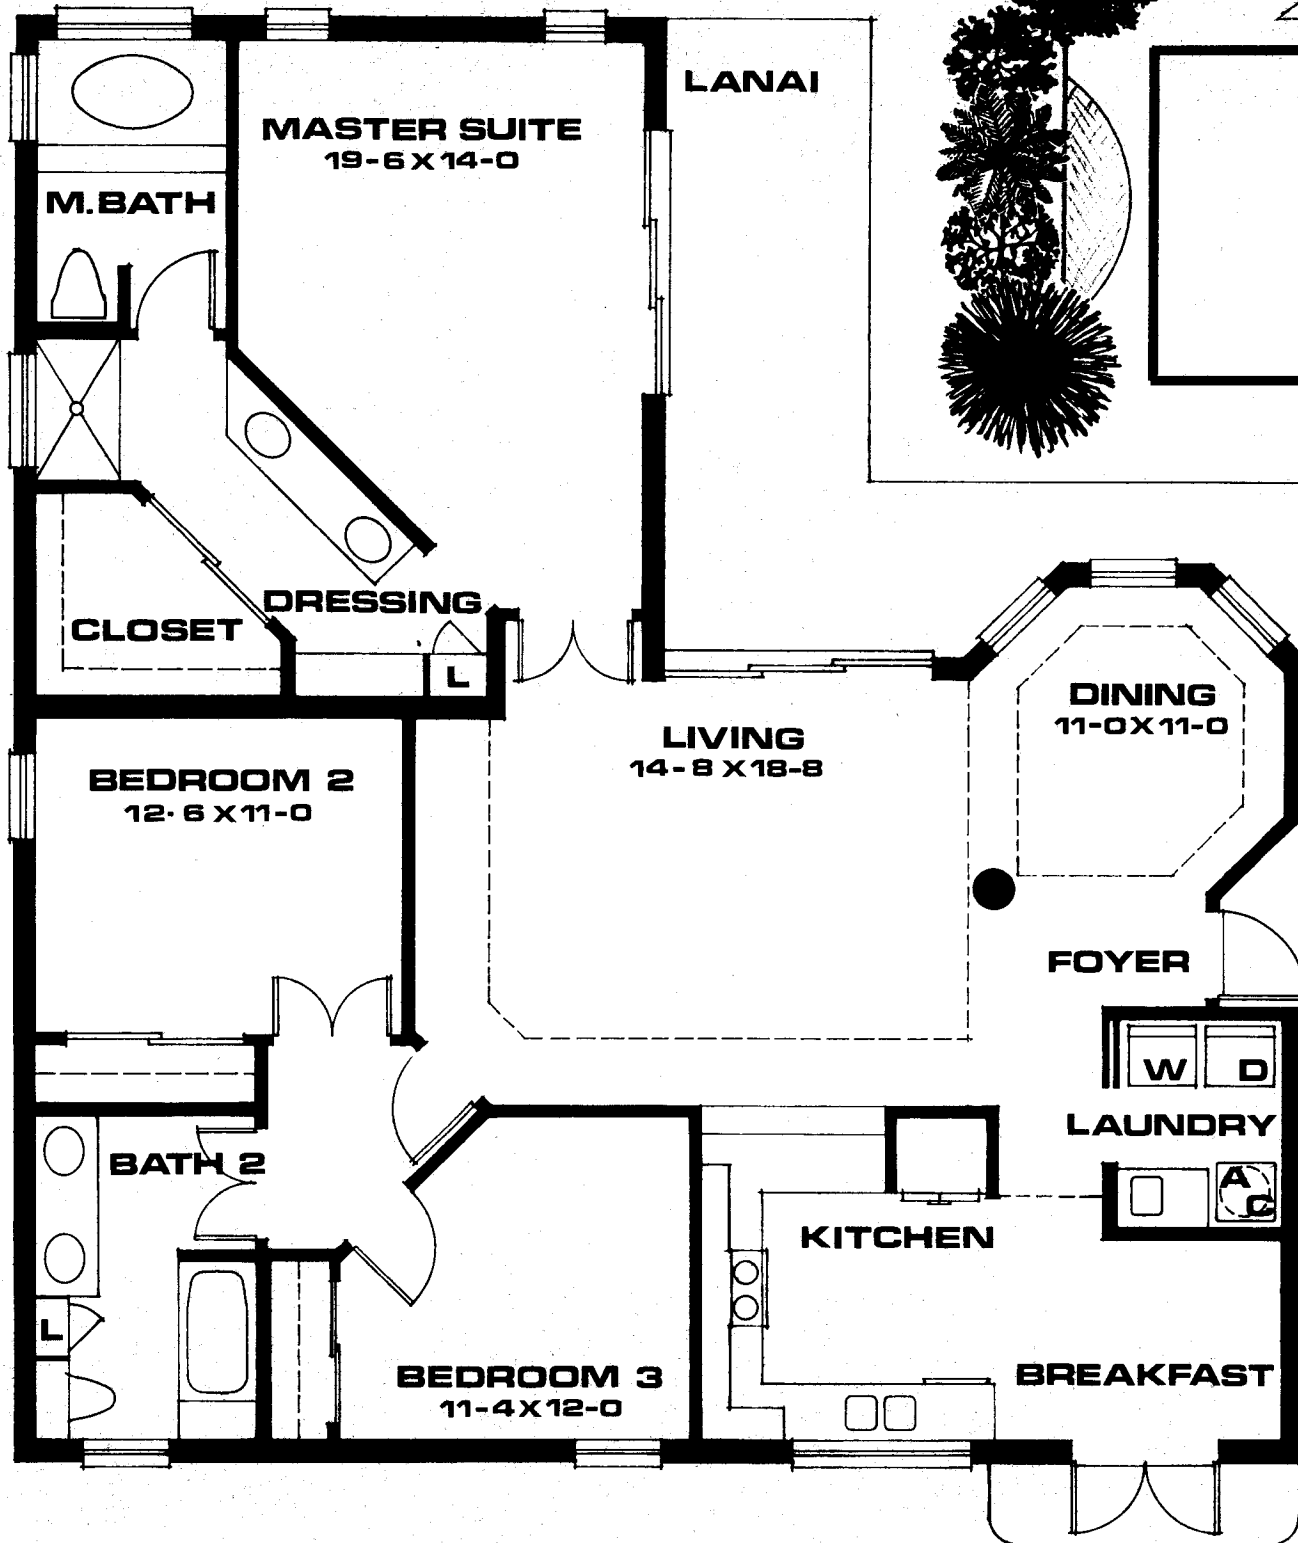 LANAI
MASTER SUITE
19-6 X 14-0
M.BATH
DRESSING
CLOSET
L
DINING
11-0 X 11-0
LIVING
14-8 X 18-8
BEDROOM 2
12-6 X 11-0
FOYER
W D
LAUNDRY
BATH 2
A
C
KITCHEN
L
BREAKFAST
BEDROOM 3
11-4 X 12-0